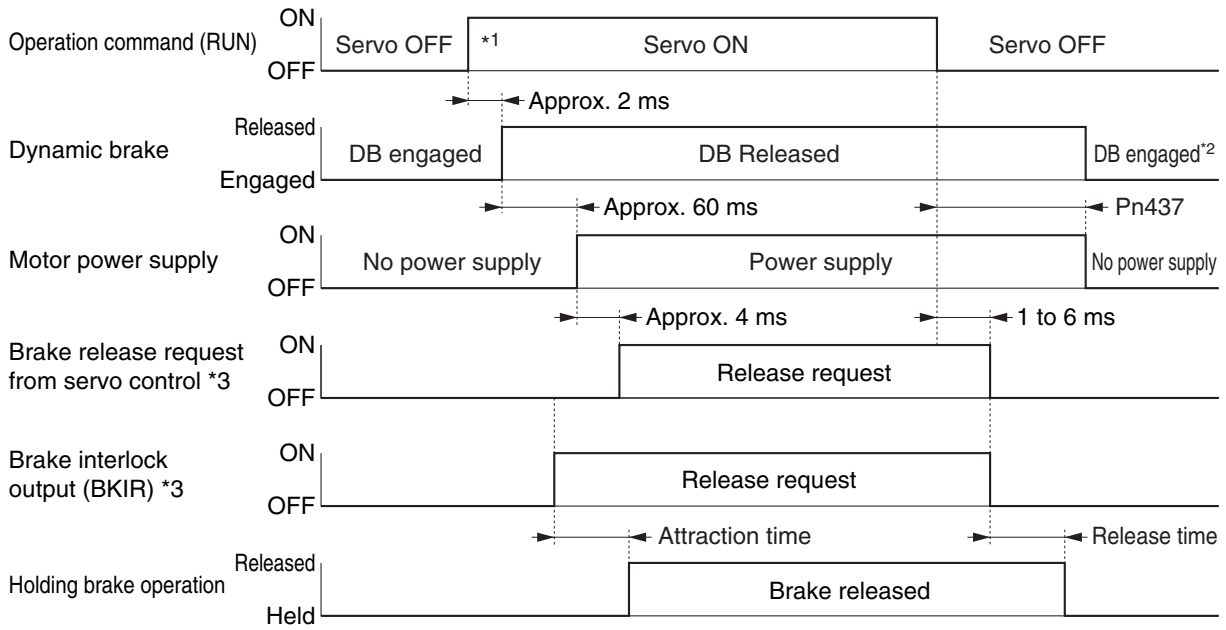 ON
Operation command (RUN)
Servo OFF
*1
Servo ON
Servo OFF
OFF
Approx. 2 ms
Released
Dynamic brake
DB engaged
DB Released
DB engaged*2
Engaged
Approx. 60 ms
Pn437
ON
Motor power supply
No power supply
Power supply
No power supply
OFF
Approx. 4 ms
1 to 6 ms
Brake release request
from servo control *3
ON
Release request
OFF
Brake interlock
output (BKIR) *3
ON
Release request
OFF
Attraction time
Release time
Released
Holding brake operation
Brake released
Held